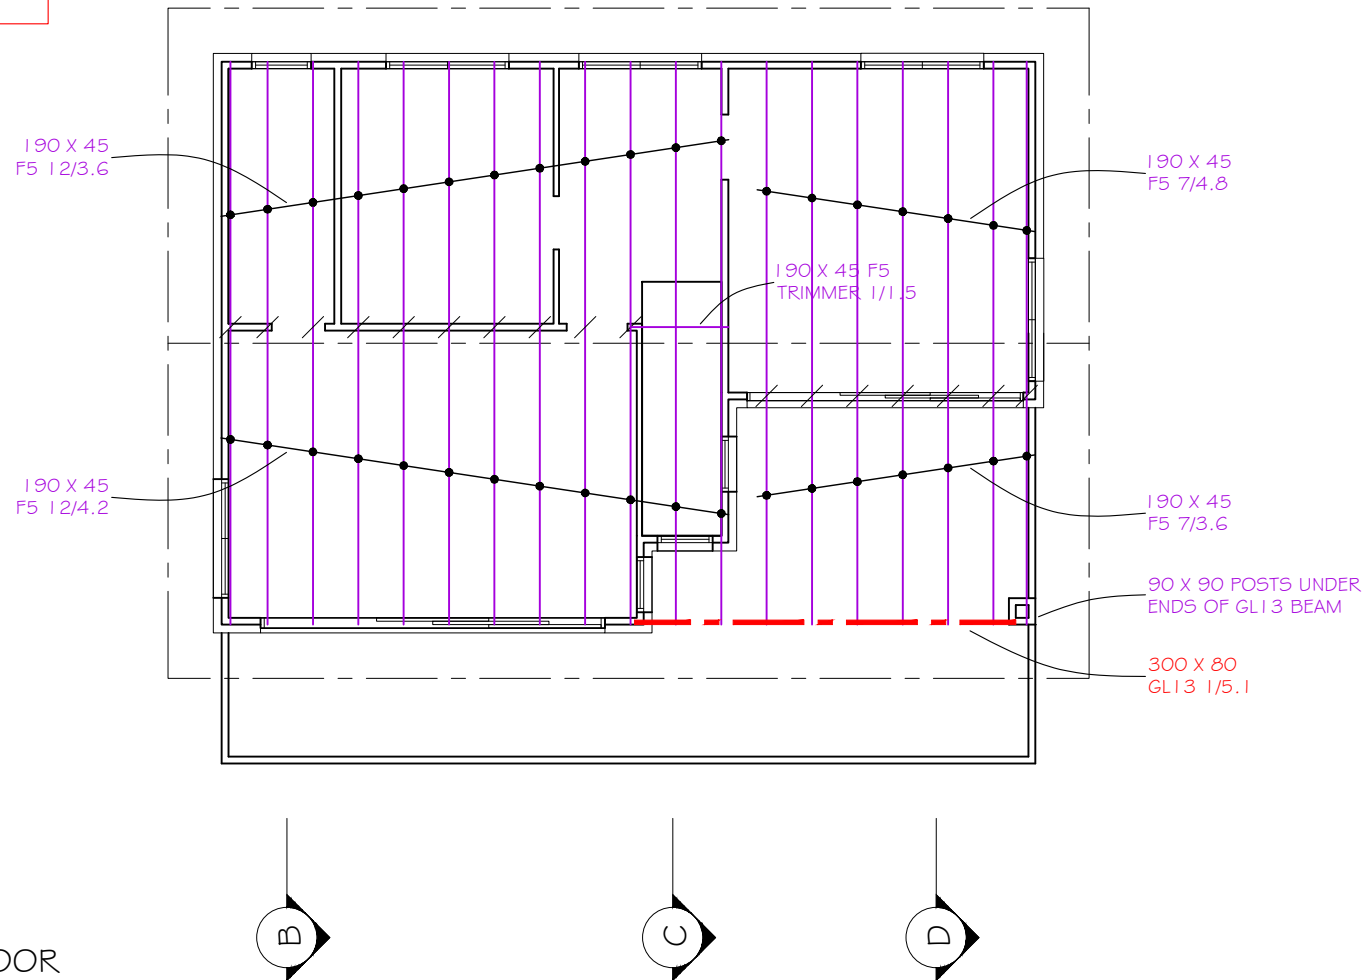 190 X 45
F5 12/3.6
190 X 45
F5 7/4.8
190 X 45 F5
TRIMMER 1/1.5
190 X 45
F5 12/4.2
190 X 45
F5 7/3.6
90 X 90 POSTS UNDER
ENDS OF GL13 BEAM
300 X 80
GL13 1/5.1
B
C
D